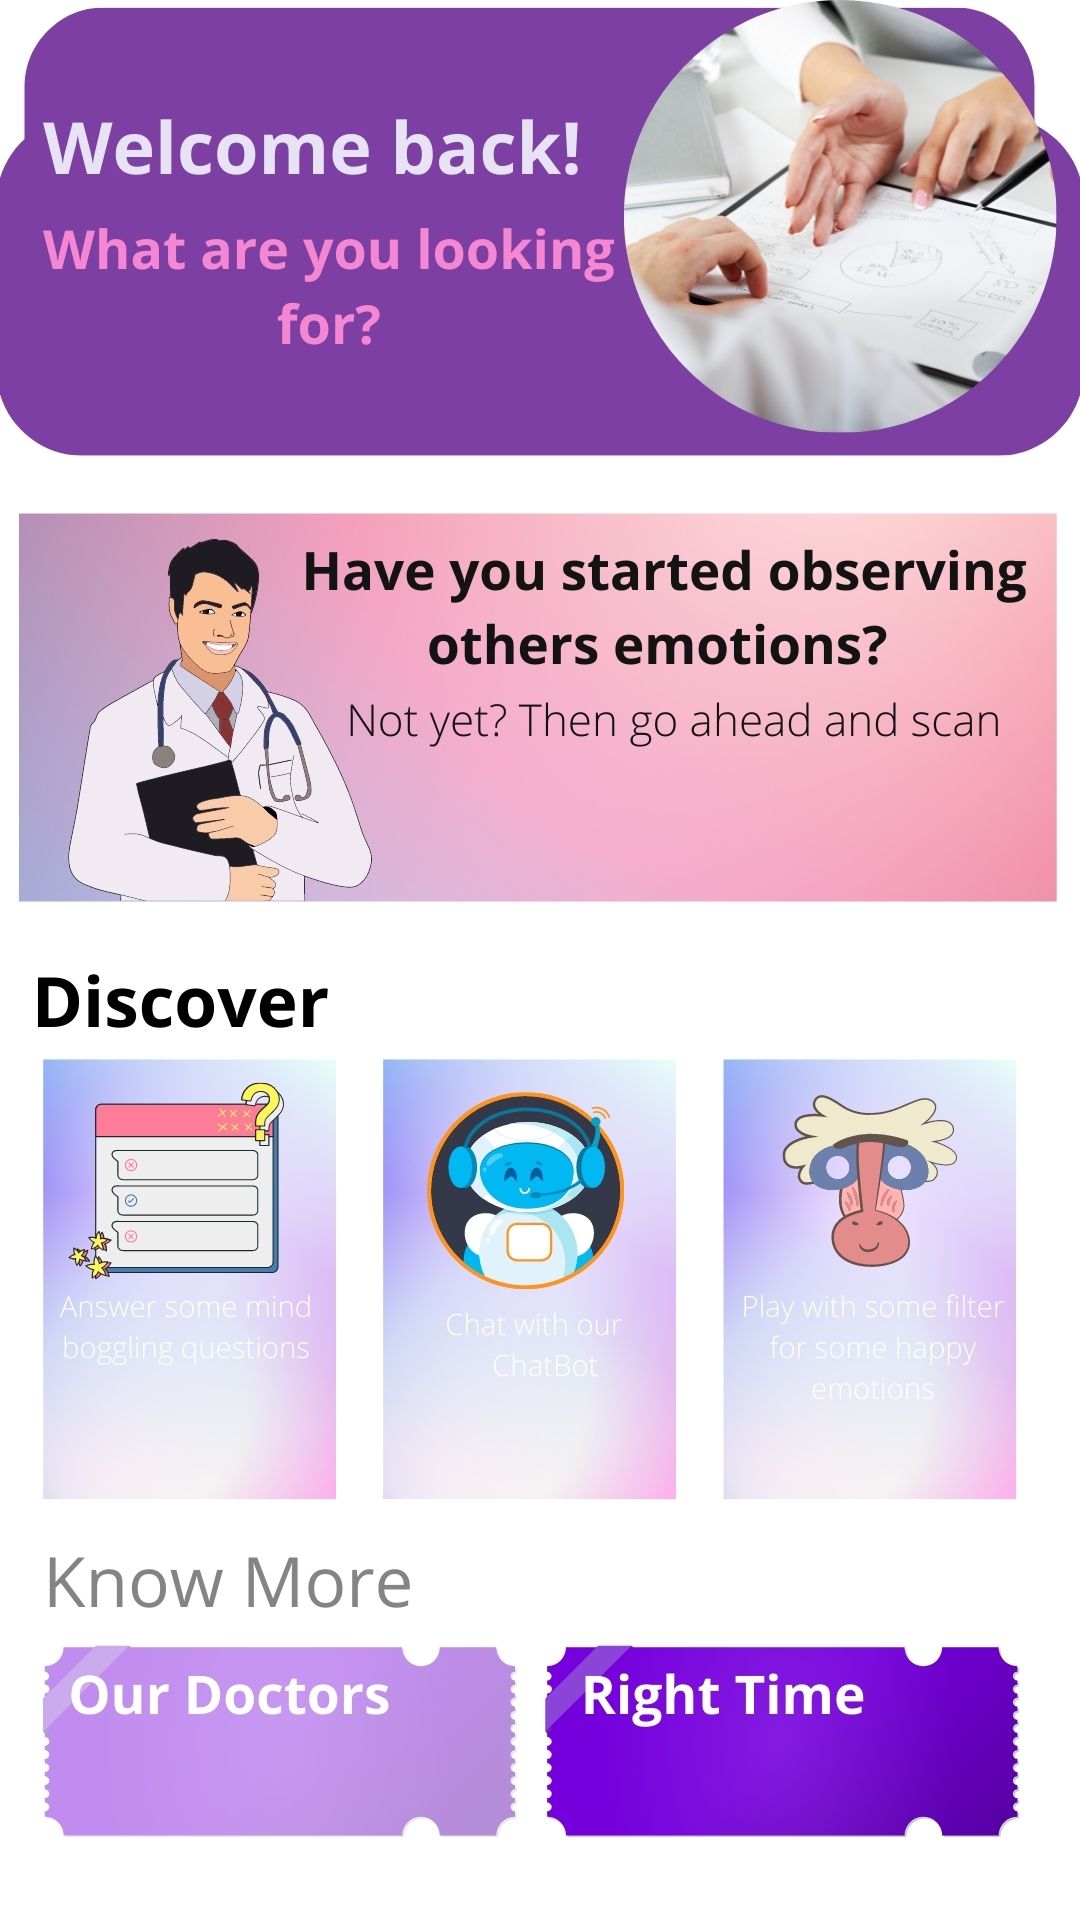 Welcome back!
What are you looking
for?
Have you started observing
others emotions?
Not yet? Then go ahead and scan
Discover
Answer some mind
boggling questions
Chat with our
ChatBot
Play with some filter
for some happy
emotions
Know More
Our Doctors
Right Time